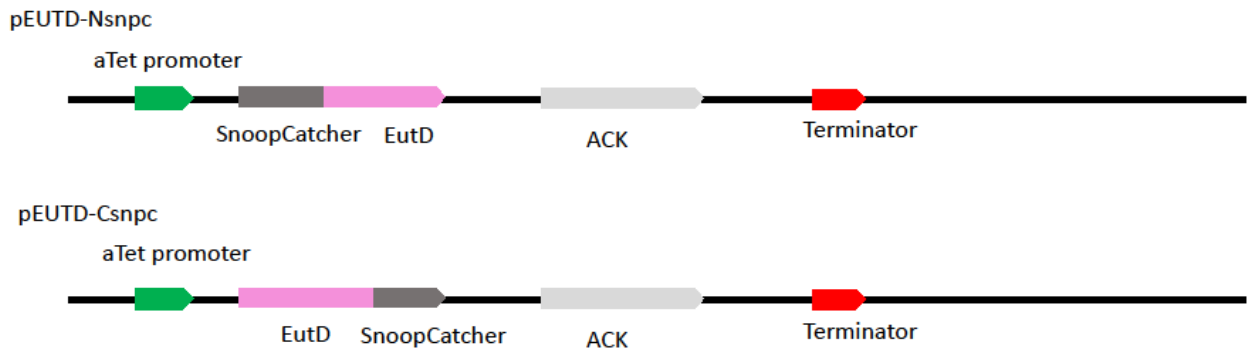 pEUTD-Nsnpc
aTet promoter
SnoopCatcher EutD ACK Terminator
pEUTD-Csnpc
aTet promoter
EutD SnoopCatcher ACK Terminator